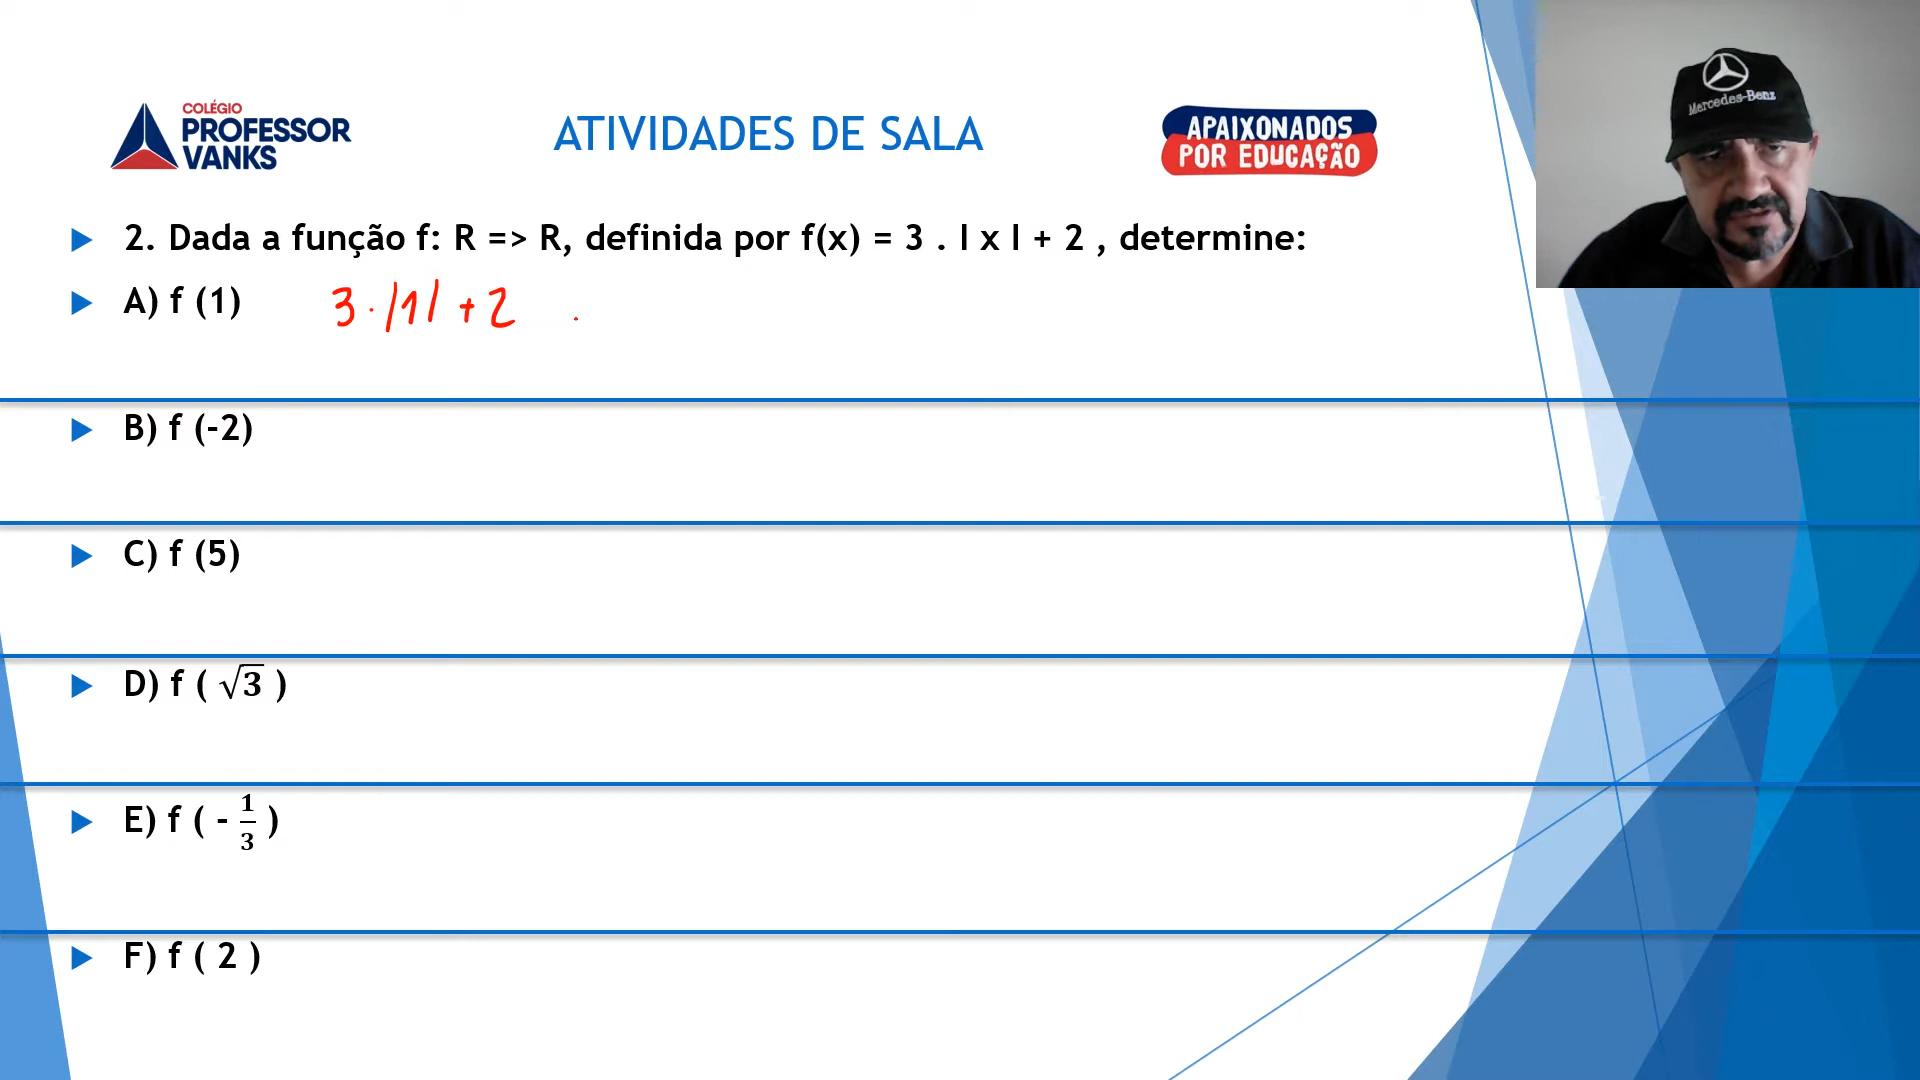 COLÉGIO
PROFESSOR
VANKS
ATIVIDADES DE SALA
APAIXONADOS
POR EDUCAÇÃO
Mercedes-Benz
2. Dada a função f: R => R, definida por f(x) = 3 . I x I + 2 , determine:
A) f (1) 3 · |1| + 2 .
B) f (-2)
C) f (5)
D) f ( √3 )
E) f ( - 1/3 )
F) f ( 2 )